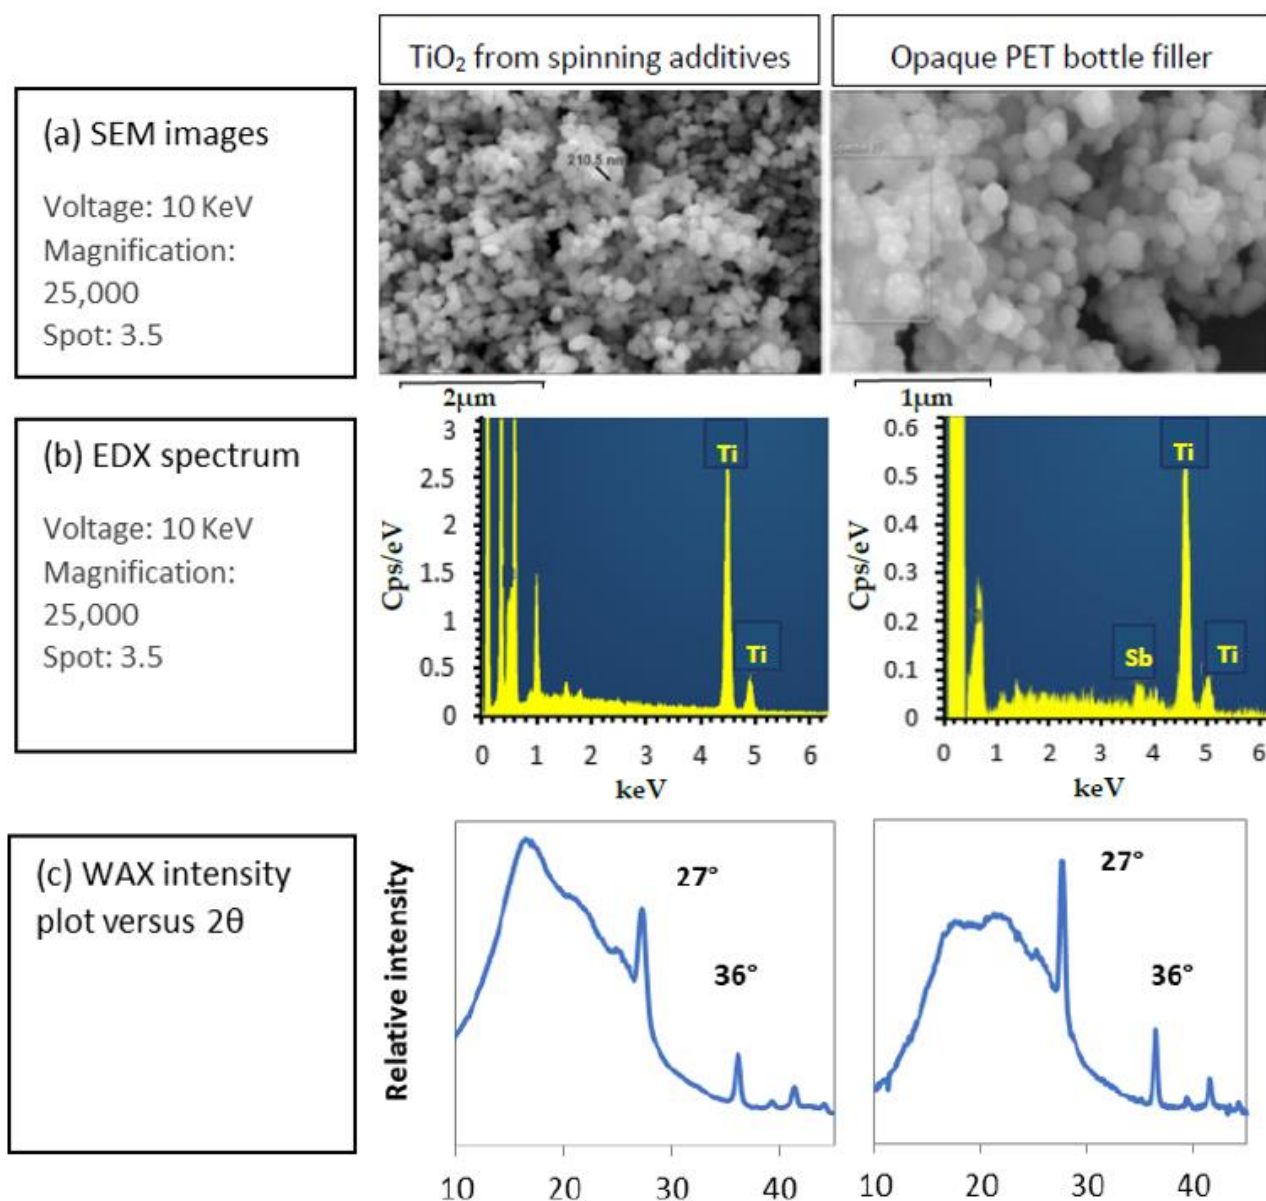 TiO₂ from spinning additives
Opaque PET bottle filler
(a) SEM images
Voltage: 10 KeV
Magnification:
25,000
Spot: 3.5
210.5 nm
2μm
1μm
(b) EDX spectrum
Voltage: 10 KeV
Magnification:
25,000
Spot: 3.5
Cps/eV
3
2.5
2
1.5
1
0.5
0
Ti
Ti
0 1 2 3 4 5 6
keV
Cps/eV
0.6
0.5
0.4
0.3
0.2
0.1
0
Ti
Sb
Ti
0 1 2 3 4 5 6
keV
(c) WAX intensity
plot versus 2θ
Relative intensity
27°
36°
10 20 30 40
27°
36°
10 20 30 40